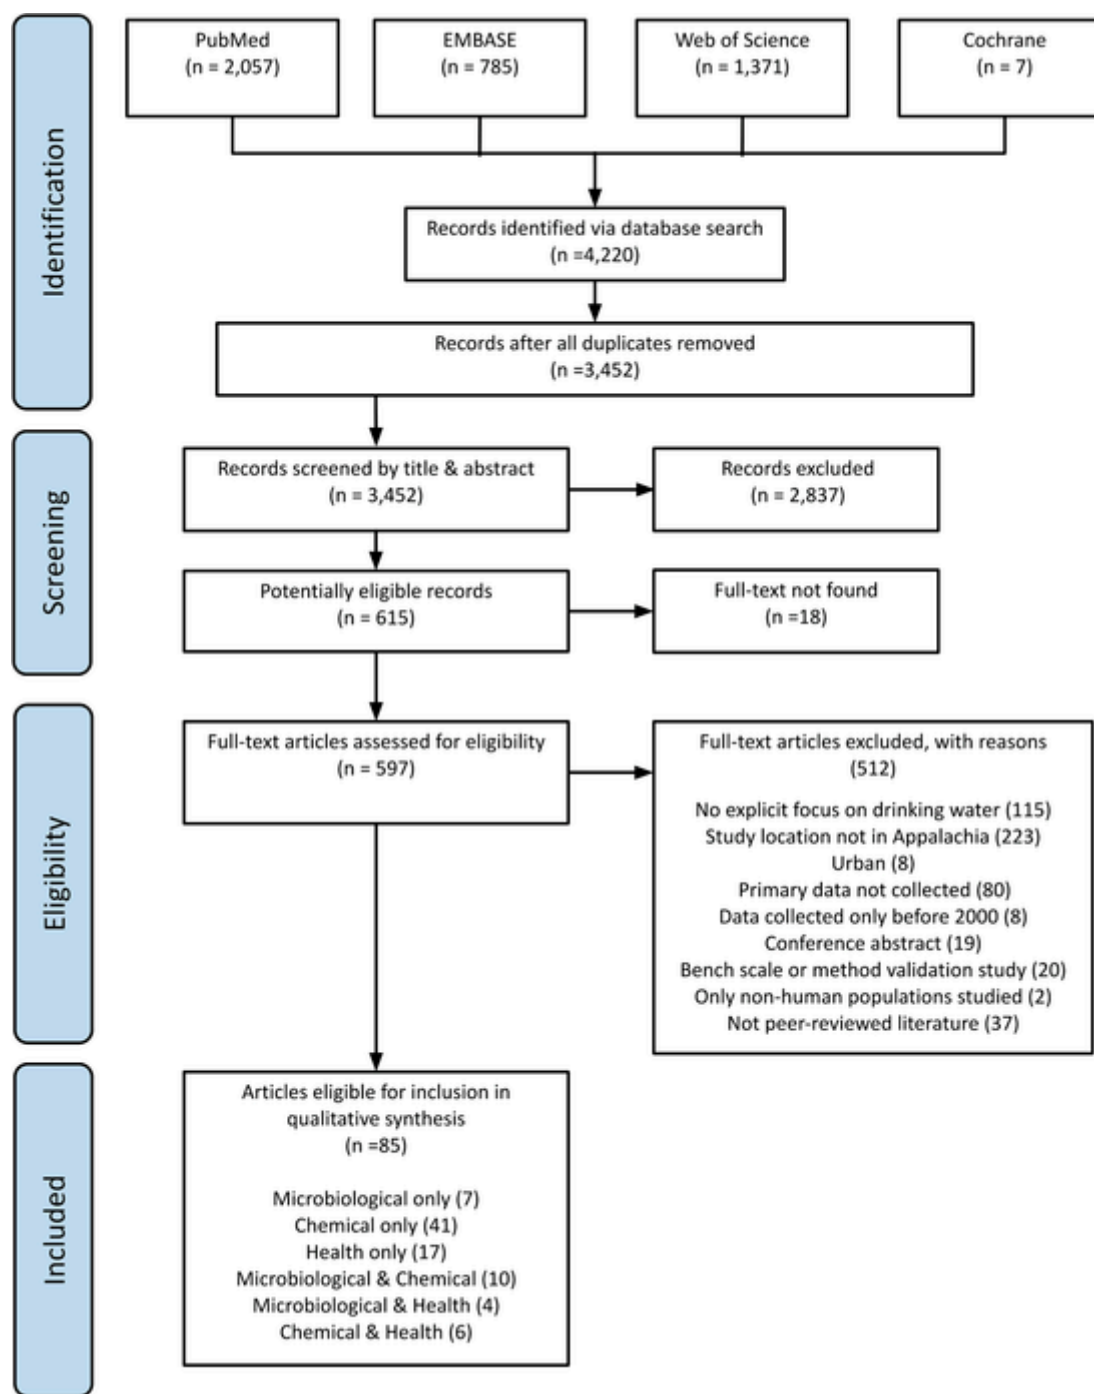 Identification
PubMed
(n = 2,057)
EMBASE
(n = 785)
Web of Science
(n = 1,371)
Cochrane
(n = 7)
Records identified via database search
(n =4,220)
Records after all duplicates removed
(n =3,452)
Screening
Records screened by title & abstract
(n = 3,452)
Records excluded
(n = 2,837)
Potentially eligible records
(n = 615)
Full-text not found
(n =18)
Eligibility
Full-text articles assessed for eligibility
(n = 597)
Full-text articles excluded, with reasons
(512)
No explicit focus on drinking water (115)
Study location not in Appalachia (223)
Urban (8)
Primary data not collected (80)
Data collected only before 2000 (8)
Conference abstract (19)
Bench scale or method validation study (20)
Only non-human populations studied (2)
Not peer-reviewed literature (37)
Included
Articles eligible for inclusion in
qualitative synthesis
(n =85)
Microbiological only (7)
Chemical only (41)
Health only (17)
Microbiological & Chemical (10)
Microbiological & Health (4)
Chemical & Health (6)